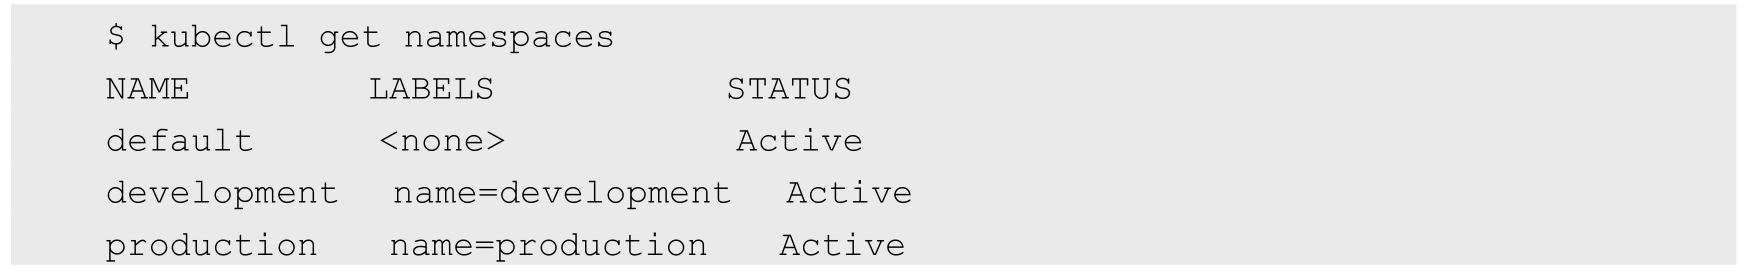 $ kubectl get namespaces
NAME LABELS STATUS
default <none> Active
development name=development Active
production name=production Active